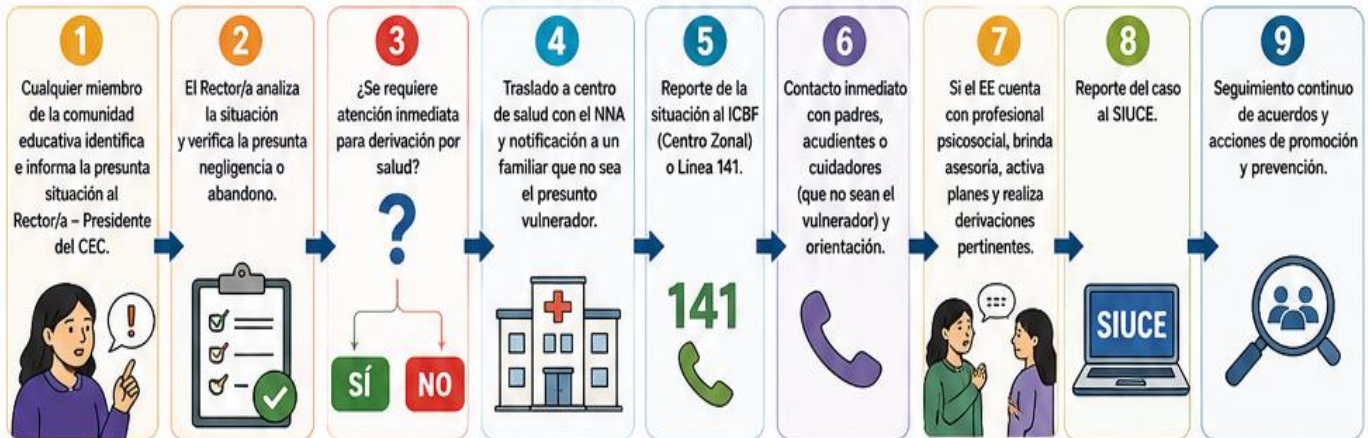 1
Cualquier miembro
de la comunidad
educativa identifica
e informa la presunta
situación al
Rector/a – Presidente
del CEC.
!
2
El Rector/a analiza
la situación
y verifica la presunta
negligencia o
abandono.
3
¿Se requiere
atención inmediata
para derivación por
salud?
?
SÍ
NO
4
Traslado a centro
de salud con el NNA
y notificación a un
familiar que no sea
el presunto
vulnerador.
5
Reporte de la
situación al ICBF
(Centro Zonal)
o Línea 141.
141
6
Contacto inmediato
con padres,
acudientes o
cuidadores
(que no sean el
vulnerador) y
orientación.
7
Si el EE cuenta
con profesional
psicosocial, brinda
asesoría, activa
planes y realiza
derivaciones
pertinentes.
8
Reporte del caso
al SIUCE.
SIUCE
9
Seguimiento continuo
de acuerdos y
acciones de promoción
y prevención.